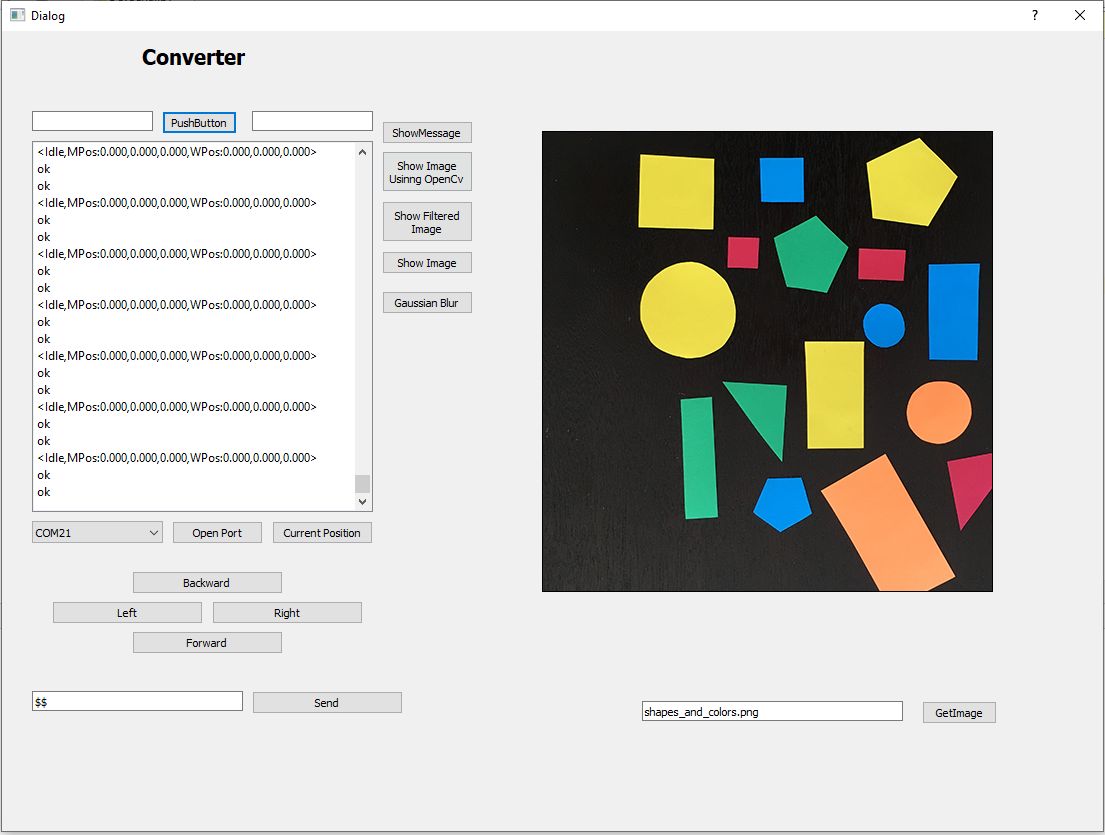 Dialog
Converter
PushButton
ShowMessage
<Idle,MPos:0.000,0.000,0.000,WPos:0.000,0.000,0.000>
ok
ok
<Idle,MPos:0.000,0.000,0.000,WPos:0.000,0.000,0.000>
ok
ok
<Idle,MPos:0.000,0.000,0.000,WPos:0.000,0.000,0.000>
ok
ok
<Idle,MPos:0.000,0.000,0.000,WPos:0.000,0.000,0.000>
ok
ok
<Idle,MPos:0.000,0.000,0.000,WPos:0.000,0.000,0.000>
ok
ok
<Idle,MPos:0.000,0.000,0.000,WPos:0.000,0.000,0.000>
ok
ok
<Idle,MPos:0.000,0.000,0.000,WPos:0.000,0.000,0.000>
ok
ok
Show Image
Usinng OpenCv
Show Filtered
Image
Show Image
Gaussian Blur
COM21
Open Port
Current Position
Backward
Left
Right
Forward
$$
Send
shapes_and_colors.png
GetImage